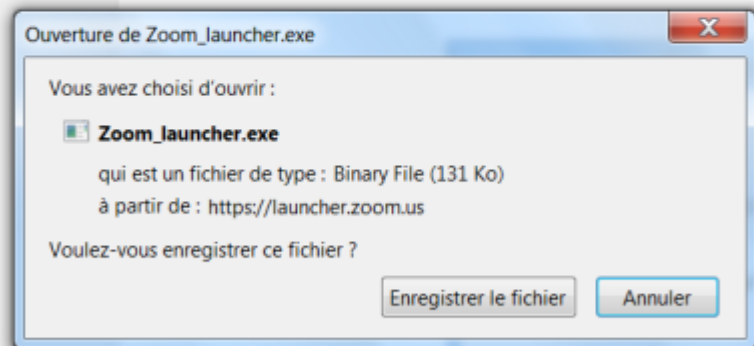 Ouverture de Zoom_launcher.exe
Vous avez choisi d'ouvrir :
Zoom_launcher.exe
qui est un fichier de type : Binary File (131 Ko)
à partir de : https://launcher.zoom.us
Voulez-vous enregistrer ce fichier ?
Enregistrer le fichier Annuler